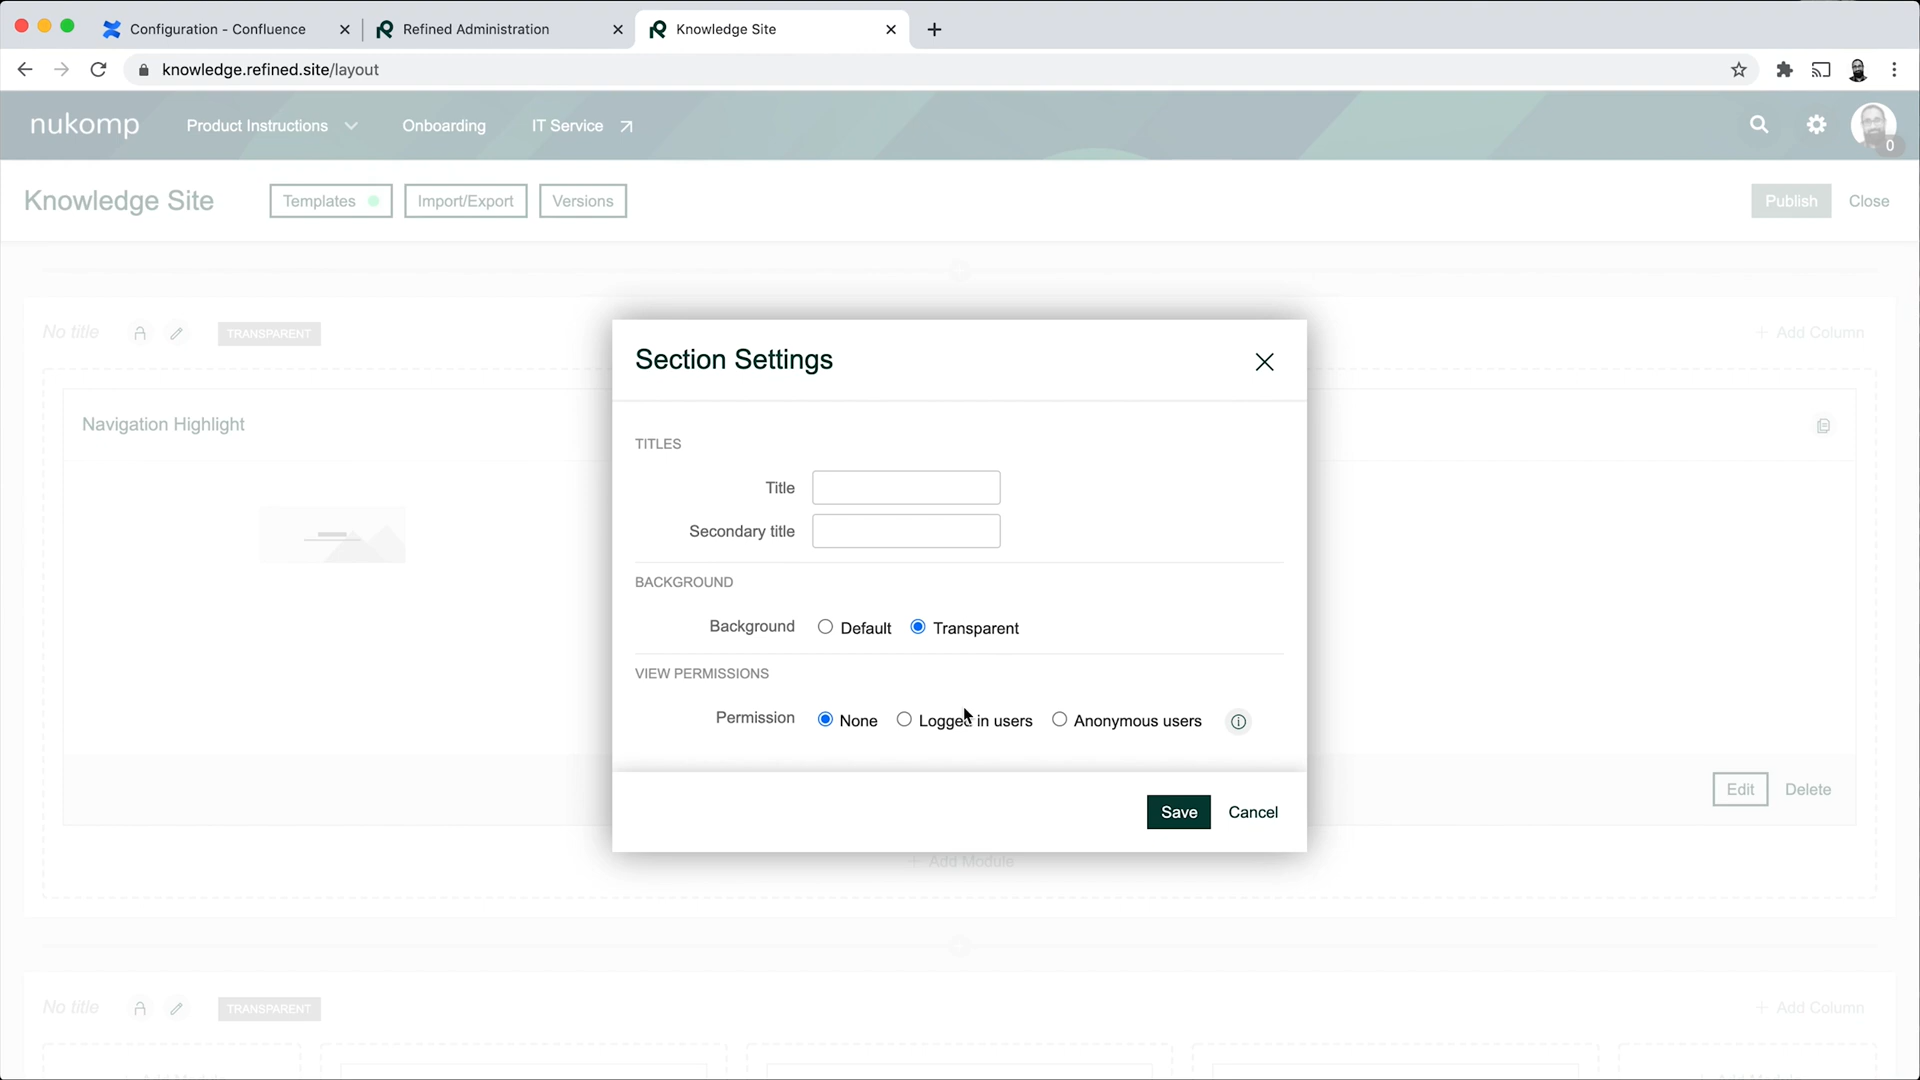 Configuration - Confluence
Refined Administration
Knowledge Site
knowledge.refined.site/layout
nukomp
Product Instructions
Onboarding
IT Service
0
Knowledge Site
Templates
Import/Export
Versions
Publish
Close
No title
TRANSPARENT
+ Add Column
Navigation Highlight
Section Settings
TITLES
Title
Secondary title
BACKGROUND
Background
Default
Transparent
VIEW PERMISSIONS
Permission
None
Logged in users
Anonymous users
Save
Cancel
Edit
Delete
+ Add Module
No title
TRANSPARENT
+ Add Column